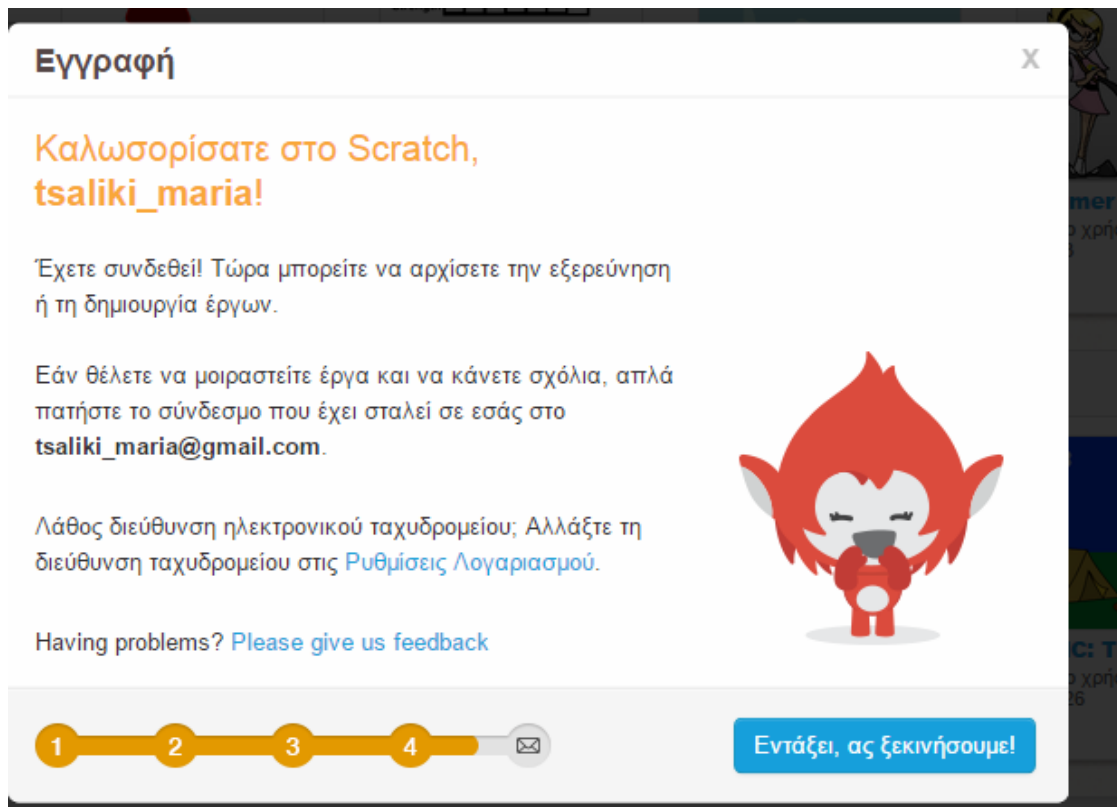 Εγγραφή
X
Καλωσορίσατε στο Scratch,
tsaliki_maria!
Έχετε συνδεθεί! Τώρα μπορείτε να αρχίσετε την εξερεύνηση
ή τη δημιουργία έργων.
Εάν θέλετε να μοιραστείτε έργα και να κάνετε σχόλια, απλά
πατήστε το σύνδεσμο που έχει σταλεί σε εσάς στο
tsaliki_maria@gmail.com.
Λάθος διεύθυνση ηλεκτρονικού ταχυδρομείου; Αλλάξτε τη
διεύθυνση ταχυδρομείου στις Ρυθμίσεις Λογαριασμού.
Having problems? Please give us feedback
1 2 3 4
Εντάξει, ας ξεκινήσουμε!